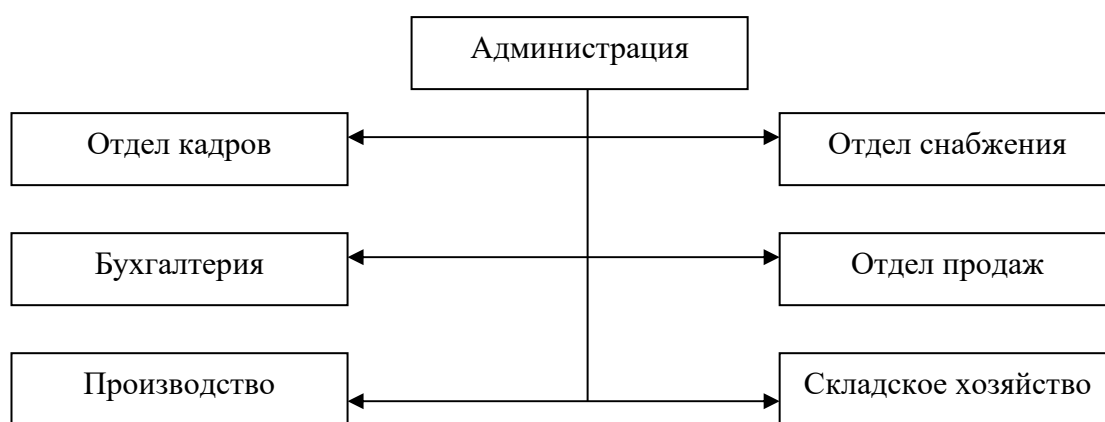 Администрация
Отдел кадров
Отдел снабжения
Бухгалтерия
Отдел продаж
Производство
Складское хозяйство